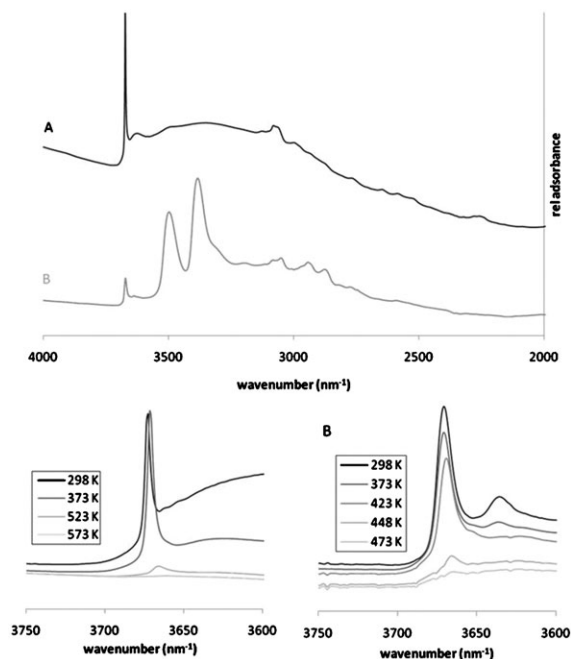 A
rel adsorbance
B
4000 3500 3000 2500 2000
wavenumber (nm-1)
298 K
373 K
523 K
573 K
3750 3700 3650 3600
wavenumber (nm-1)
B
298 K
373 K
423 K
448 K
473 K
3750 3700 3650 3600
wavenumber (nm-1)